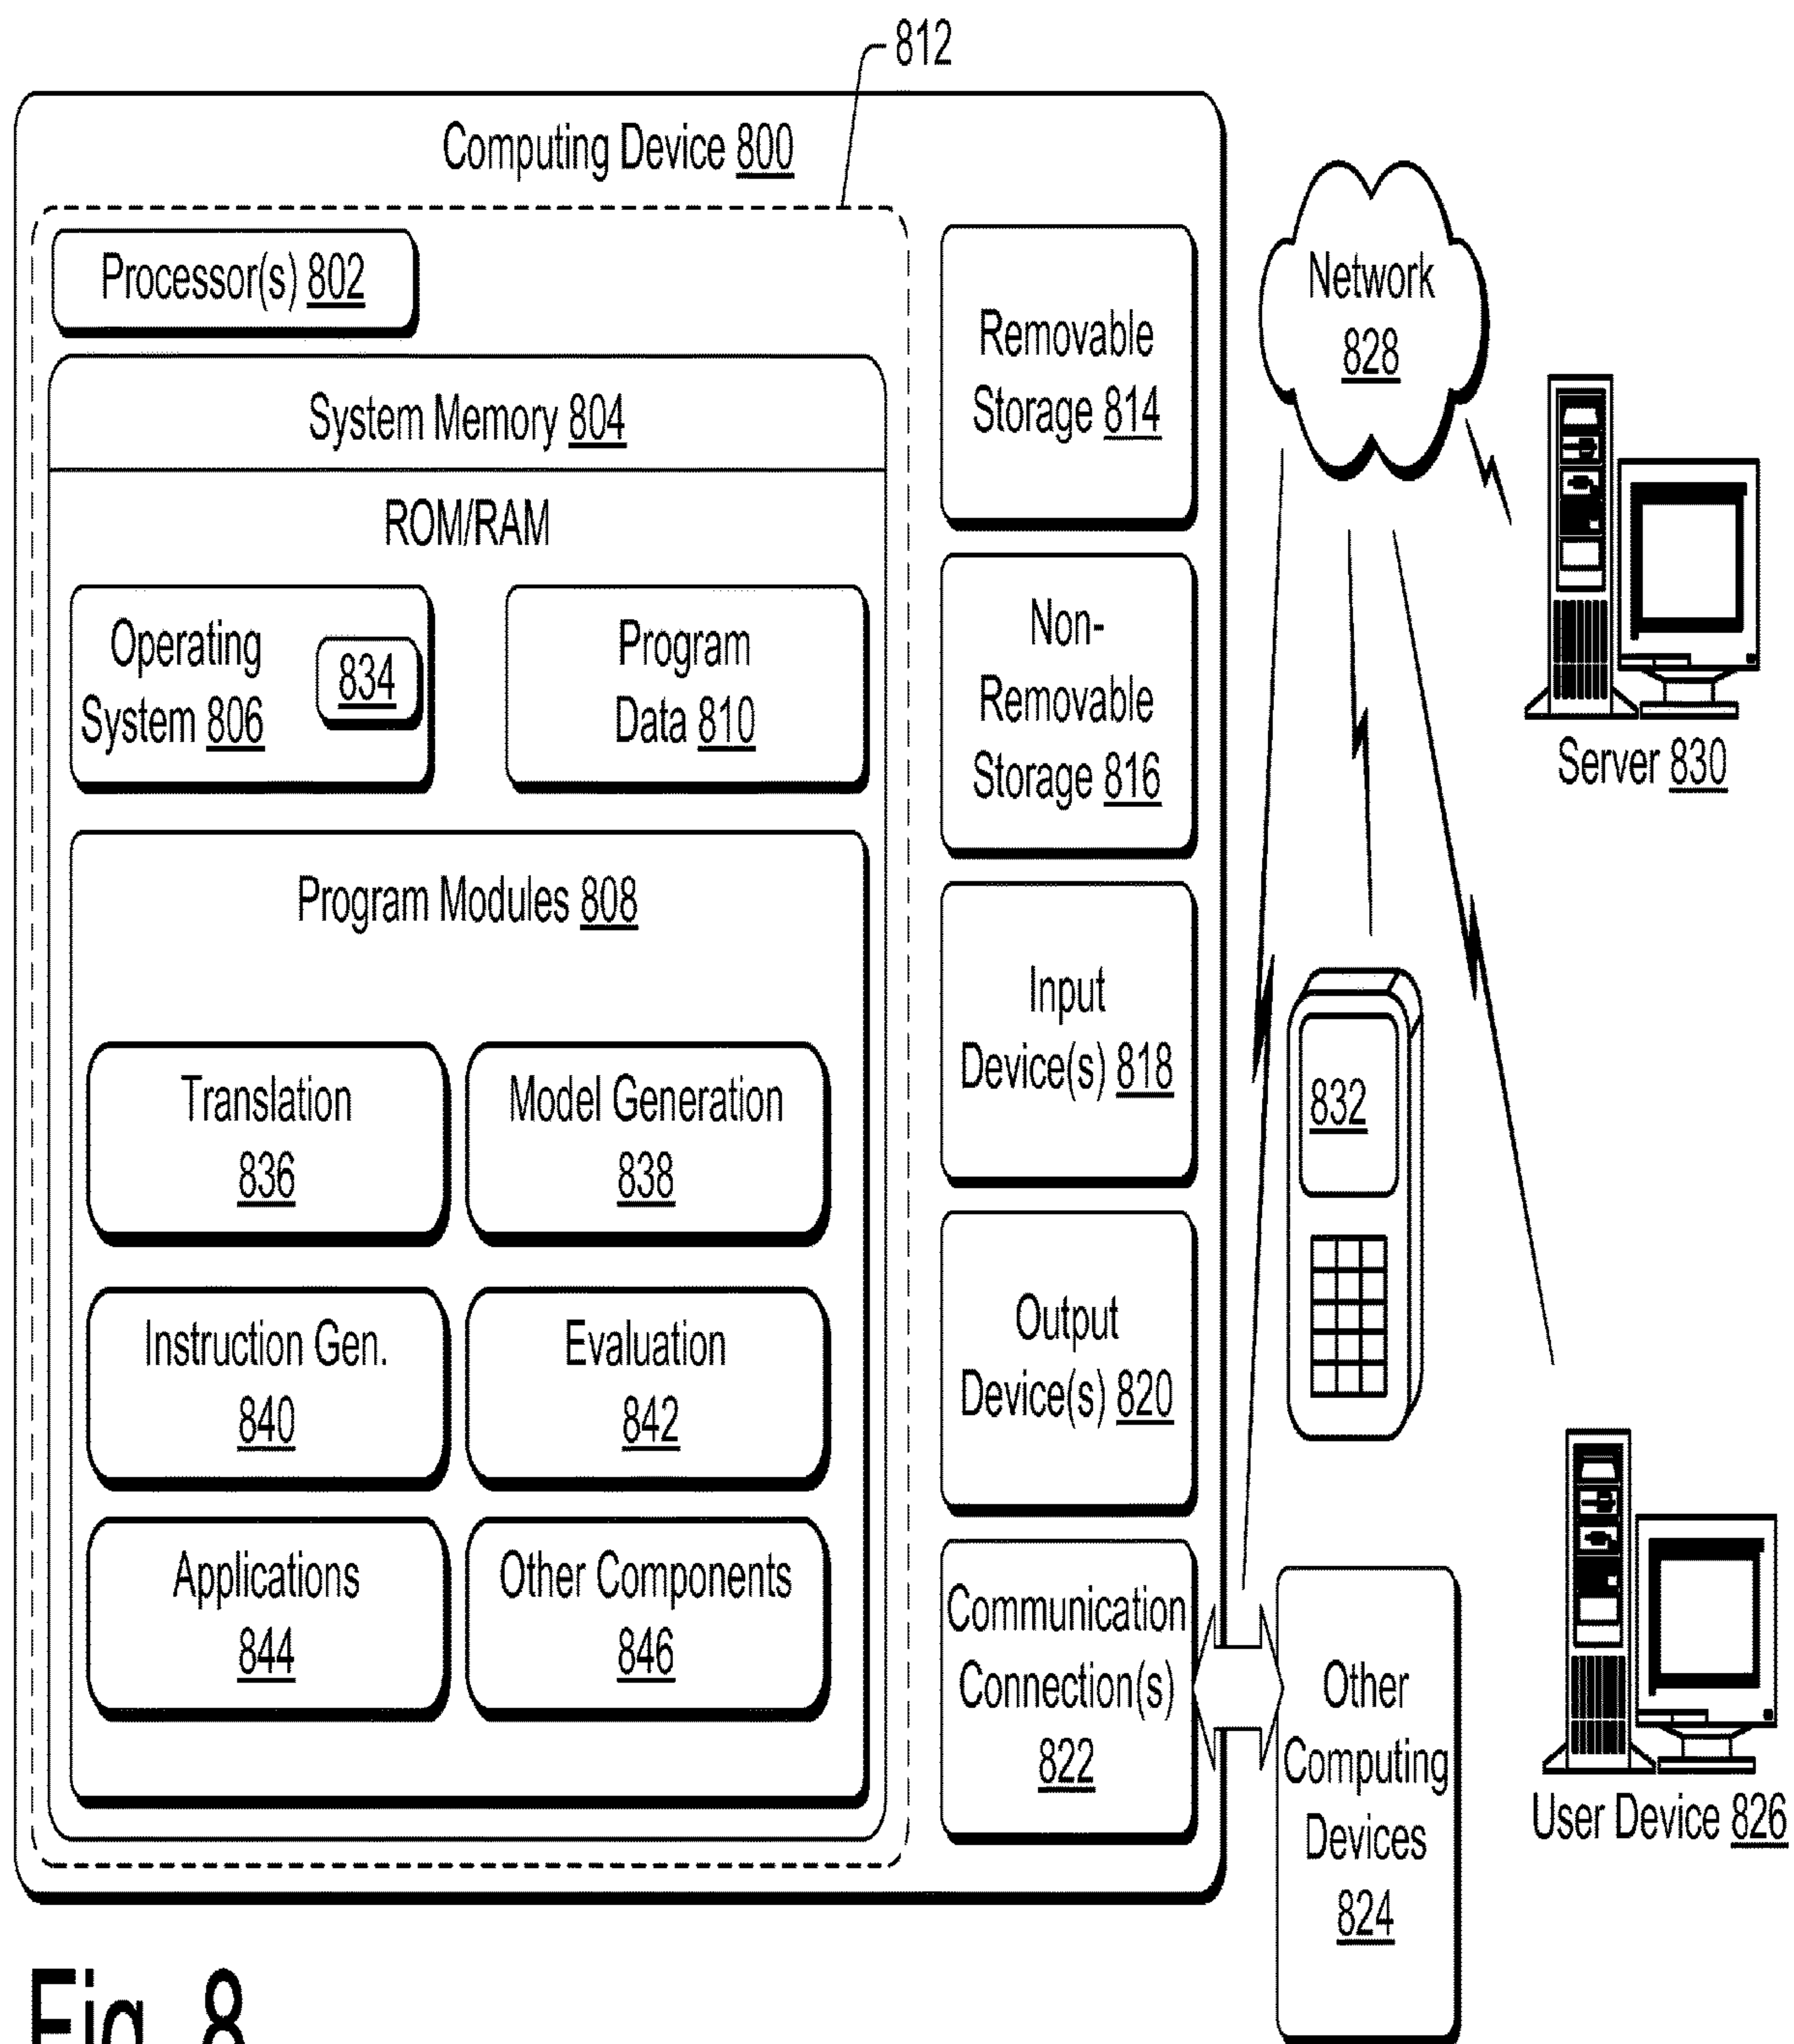 812
Computing Device 800
Processor(s) 802
System Memory 804
ROM/RAM
Operating
System 806
834
Program
Data 810
Program Modules 808
Translation
836
Model Generation
838
Instruction Gen.
840
Evaluation
842
Applications
844
Other Components
846
Removable
Storage 814
Non-
Removable
Storage 816
Input
Device(s) 818
Output
Device(s) 820
Communication
Connection(s)
822
Network
828
Server 830
832
User Device 826
Other
Computing
Devices
824
Fig. 8